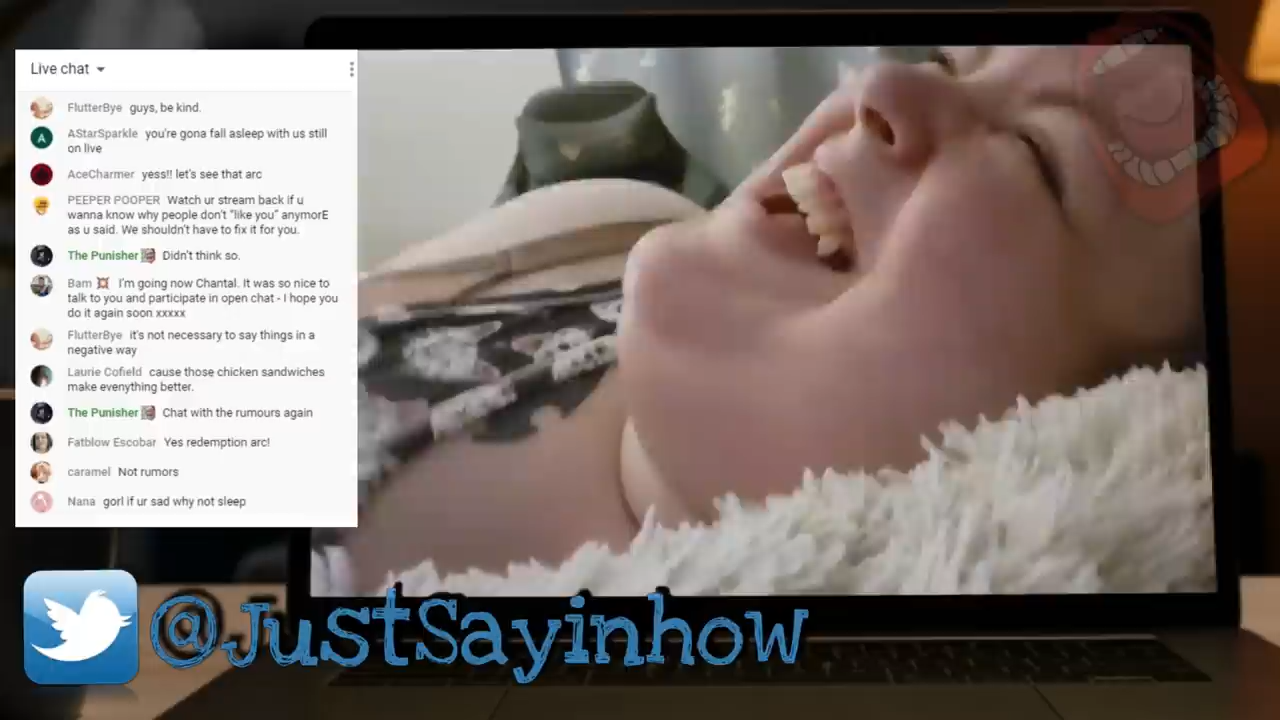 Live chat
FlutterBye guys, be kind.
A AStarSparkle you're gona fall asleep with us still
on live
AceCharmer yess!! let's see that arc
PEEPER POOPER Watch ur stream back if u
wanna know why people don't "like you" anymorE
as u said. We shouldn't have to fix it for you.
The Punisher Didn't think so.
Bam 💢 I'm going now Chantal. It was so nice to
talk to you and participate in open chat - I hope you
do it again soon xxxxx
FlutterBye it's not necessary to say things in a
negative way
Laurie Cofield cause those chicken sandwiches
make evenything better.
The Punisher Chat with the rumours again
Fatblow Escobar Yes redemption arc!
caramel Not rumors
Nana gorl if ur sad why not sleep
@JustSayinhow